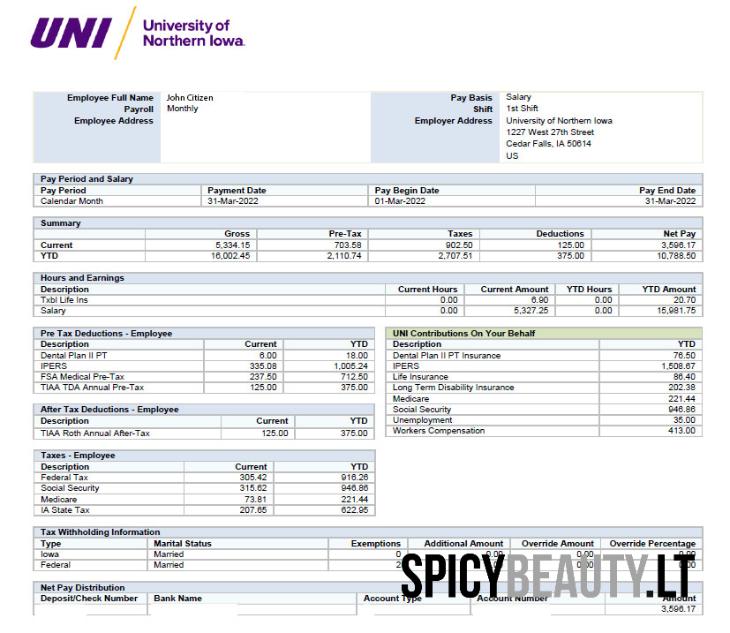 UNI University of
Northern Iowa.
Employee Full Name John Citizen Pay Basis Salary
Payroll Monthly Shift 1st Shift
Employee Address Employer Address University of Northern Iowa
1227 West 27th Street
Cedar Falls, IA 50614
US
Pay Period and Salary
Pay Period Payment Date Pay Begin Date Pay End Date
Calendar Month 31-Mar-2022 01-Mar-2022 31-Mar-2022
Summary
Gross Pre-Tax Taxes Deductions Net Pay
Current 5,334.15 703.58 902.50 125.00 3,596.17
YTD 16,002.45 2,110.74 2,707.51 375.00 10,788.50
Hours and Earnings
Description Current Hours Current Amount YTD Hours YTD Amount
Txbl Life Ins 0.00 6.90 0.00 20.70
Salary 0.00 5,327.25 0.00 15,981.75
Pre Tax Deductions - Employee
Description Current YTD
Dental Plan II PT 6.00 18.00
IPERS 335.08 1,005.24
FSA Medical Pre-Tax 237.50 712.50
TIAA TDA Annual Pre-Tax 125.00 375.00
After Tax Deductions - Employee
Description Current YTD
TIAA Roth Annual After-Tax 125.00 375.00
UNI Contributions On Your Behalf
Description YTD
Dental Plan II PT Insurance 76.50
IPERS 1,508.67
Life Insurance 86.40
Long Term Disability Insurance 202.38
Medicare 221.44
Social Security 946.86
Unemployment 35.00
Workers Compensation 413.00
Taxes - Employee
Description Current YTD
Federal Tax 305.42 916.26
Social Security 315.62 946.86
Medicare 73.81 221.44
IA State Tax 207.65 622.95
Tax Withholding Information
Type Marital Status Exemptions Additional Amount Override Amount Override Percentage
Iowa Married 0 0.00 0.00 0.00
Federal Married 2 0.00
SPICYBEAUTY.LT
Net Pay Distribution
Deposit/Check Number Bank Name Account Type Account Number Amount
3,596.17